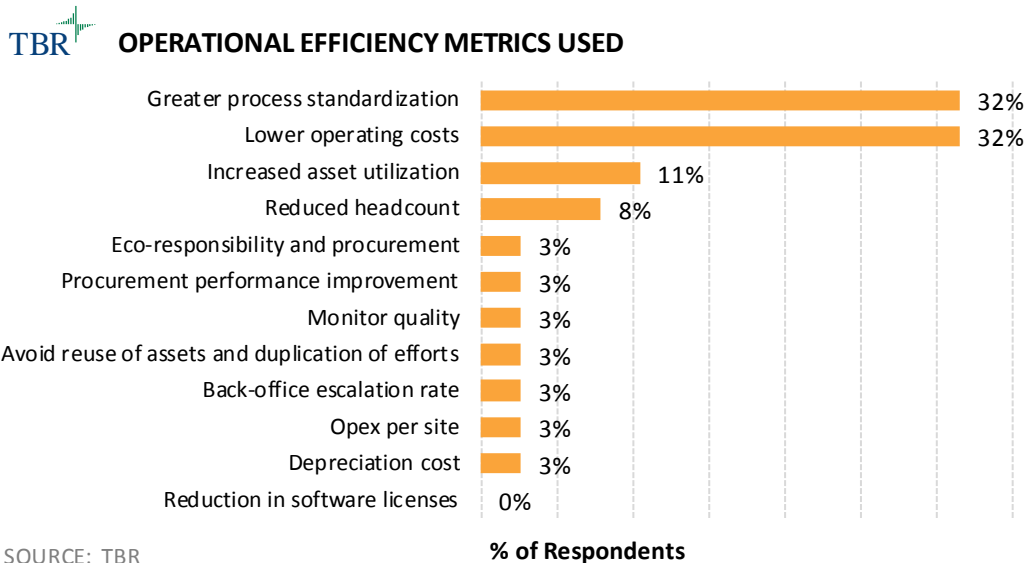 TBR
OPERATIONAL EFFICIENCY METRICS USED
Greater process standardization 32%
Lower operating costs 32%
Increased asset utilization 11%
Reduced headcount 8%
Eco-responsibility and procurement 3%
Procurement performance improvement 3%
Monitor quality 3%
Avoid reuse of assets and duplication of efforts 3%
Back-office escalation rate 3%
Opex per site 3%
Depreciation cost 3%
Reduction in software licenses 0%
% of Respondents
SOURCE: TBR